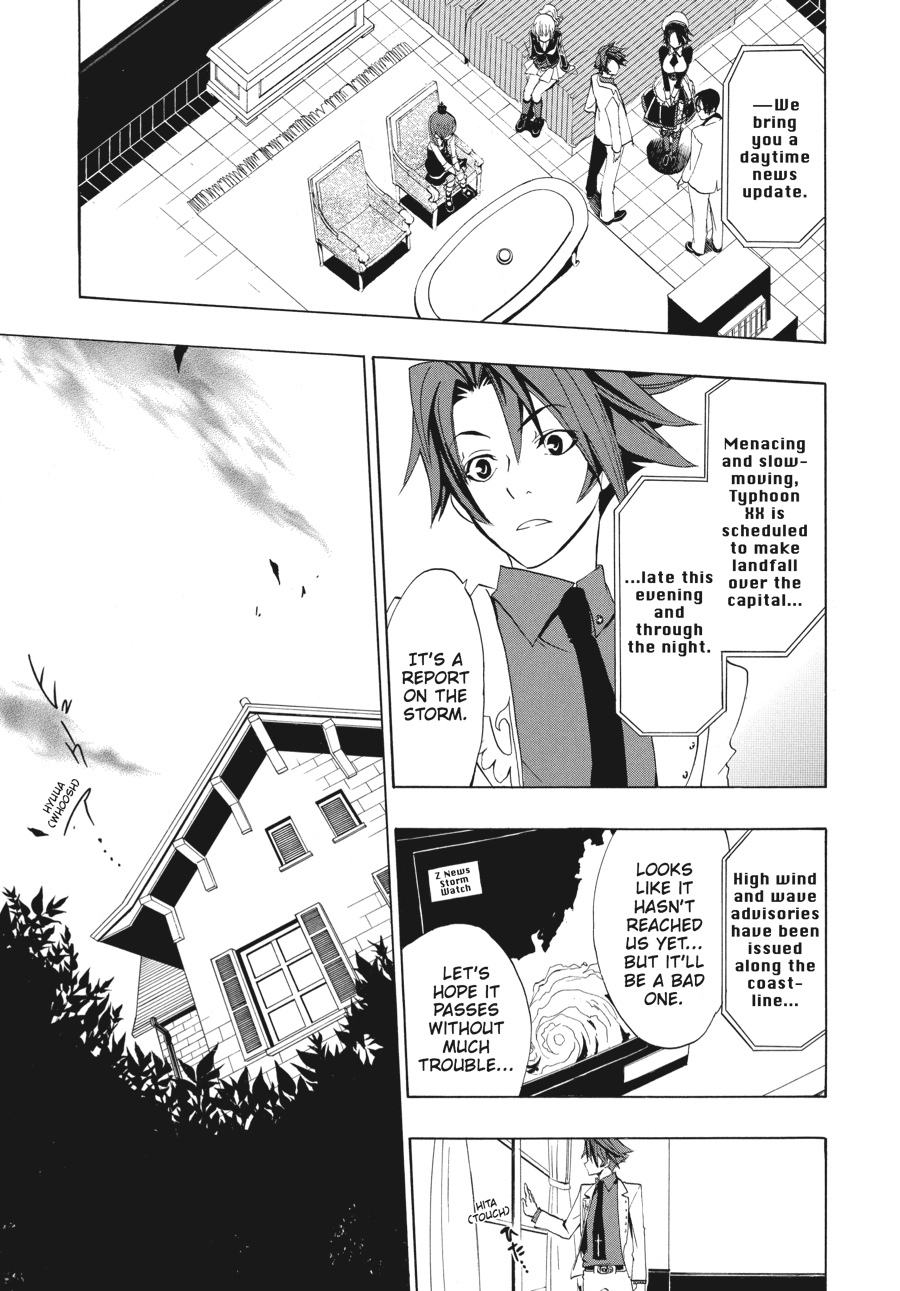 —We
bring
you a
daytime
news
update.
Menacing
and slow-
moving,
Typhoon
XX is
scheduled
to make
landfall
over the
capital...
...late this
evening
and
through
the night.
IT'S A
REPORT
ON THE
STORM.
High wind
and wave
advisories
have been
issued
along the
coast-
line...
LOOKS
LIKE IT
HASN'T
REACHED
US YET...
BUT IT'LL
BE A BAD
ONE.
Z News
Storm
Watch
LET'S
HOPE IT
PASSES
WITHOUT
MUCH
TROUBLE...
HITA
(TOUCH)
ひた…
HYUUA
(WHOOSH)